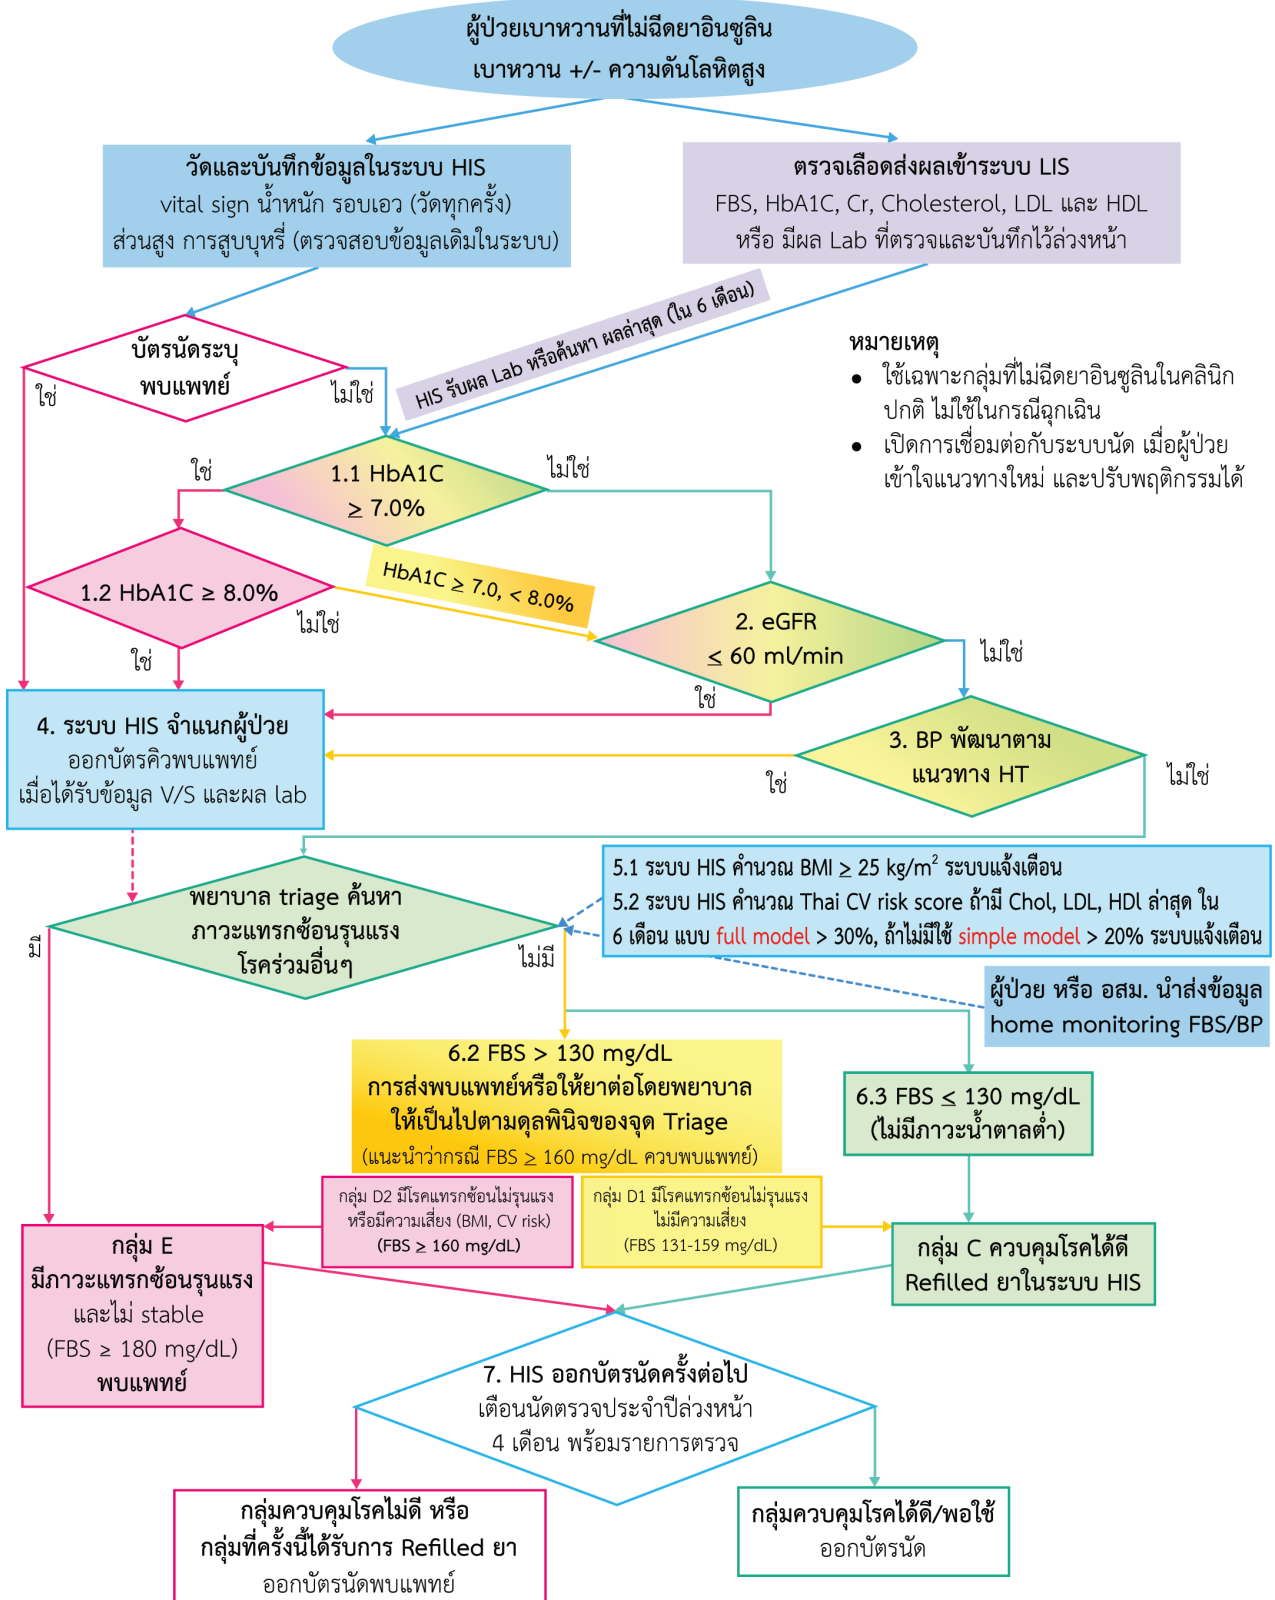 ผู้ป่วยเบาหวานที่ไม่ฉีดยาอินซูลิน
เบาหวาน +/- ความดันโลหิตสูง
วัดและบันทึกข้อมูลในระบบ HIS
vital sign น้ำหนัก รอบเอว (วัดทุกครั้ง)
ส่วนสูง การสูบบุหรี่ (ตรวจสอบข้อมูลเดิมในระบบ)
ตรวจเลือดส่งผลเข้าระบบ LIS
FBS, HbA1C, Cr, Cholesterol, LDL และ HDL
หรือ มีผล Lab ที่ตรวจและบันทึกไว้ล่วงหน้า
HIS รับผล Lab หรือค้นหา ผลล่าสุด (ใน 6 เดือน)
บัตรนัดระบุ
พบแพทย์
ใช่
ไม่ใช่
หมายเหตุ
● ใช้เฉพาะกลุ่มที่ไม่ฉีดยาอินซูลินในคลินิก
ปกติ ไม่ใช้ในกรณีฉุกเฉิน
● เปิดการเชื่อมต่อกับระบบนัด เมื่อผู้ป่วย
เข้าใจแนวทางใหม่ และปรับพฤติกรรมได้
1.1 HbA1C
≥ 7.0%
ใช่
ไม่ใช่
1.2 HbA1C ≥ 8.0%
ไม่ใช่
ใช่
HbA1C ≥ 7.0, < 8.0%
2. eGFR
≤ 60 ml/min
ไม่ใช่
ใช่
3. BP พัฒนาตาม
แนวทาง HT
ใช่
ไม่ใช่
4. ระบบ HIS จำแนกผู้ป่วย
ออกบัตรคิวพบแพทย์
เมื่อได้รับข้อมูล V/S และผล lab
พยาบาล triage ค้นหา
ภาวะแทรกซ้อนรุนแรง
โรคร่วมอื่นๆ
มี
ไม่มี
5.1 ระบบ HIS คำนวณ BMI ≥ 25 kg/m² ระบบแจ้งเตือน
5.2 ระบบ HIS คำนวณ Thai CV risk score ถ้ามี Chol, LDL, HDl ล่าสุด ใน
6 เดือน แบบ full model > 30%, ถ้าไม่มีใช้ simple model > 20% ระบบแจ้งเตือน
ผู้ป่วย หรือ อสม. นำส่งข้อมูล
home monitoring FBS/BP
6.2 FBS > 130 mg/dL
การส่งพบแพทย์หรือให้ยาต่อโดยพยาบาล
ให้เป็นไปตามดุลพินิจของจุด Triage
(แนะนำว่ากรณี FBS ≥ 160 mg/dL ควบพบแพทย์)
6.3 FBS ≤ 130 mg/dL
(ไม่มีภาวะน้ำตาลต่ำ)
กลุ่ม D2 มีโรคแทรกซ้อนไม่รุนแรง
หรือมีความเสี่ยง (BMI, CV risk)
(FBS ≥ 160 mg/dL)
กลุ่ม D1 มีโรคแทรกซ้อนไม่รุนแรง
ไม่มีความเสี่ยง
(FBS 131-159 mg/dL)
กลุ่ม E
มีภาวะแทรกซ้อนรุนแรง
และไม่ stable
(FBS ≥ 180 mg/dL)
พบแพทย์
กลุ่ม C ควบคุมโรคได้ดี
Refilled ยาในระบบ HIS
7. HIS ออกบัตรนัดครั้งต่อไป
เตือนนัดตรวจประจำปีล่วงหน้า
4 เดือน พร้อมรายการตรวจ
กลุ่มควบคุมโรคไม่ดี หรือ
กลุ่มที่ครั้งนี้ได้รับการ Refilled ยา
ออกบัตรนัดพบแพทย์
กลุ่มควบคุมโรคได้ดี/พอใช้
ออกบัตรนัด